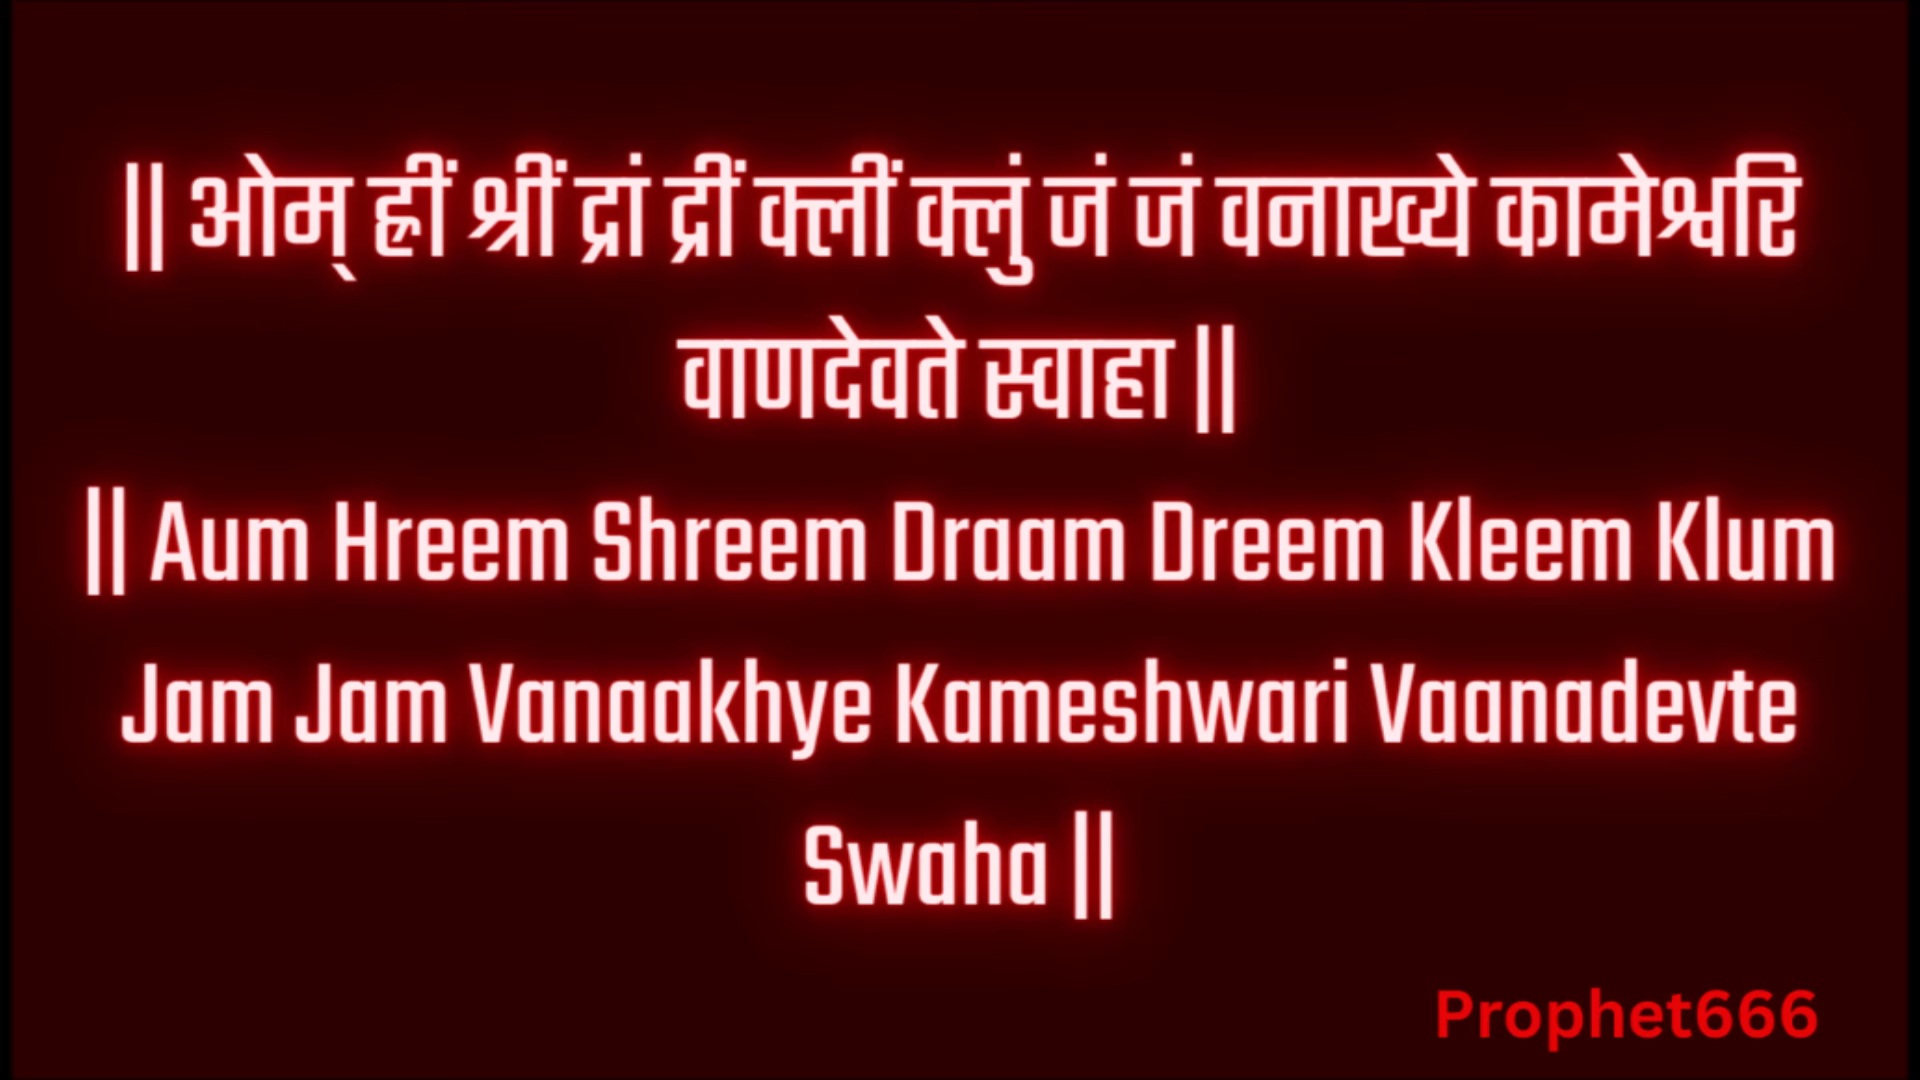 || ओम् ह्रीं श्रीं द्रां द्रीं क्लीं क्लुं जं जं वनाख्ये कामेश्वरि
वाणदेवते स्वाहा ||
|| Aum Hreem Shreem Draam Dreem Kleem Klum
Jam Jam Vanaakhye Kameshwari Vaanadevte
Swaha ||
Prophet666